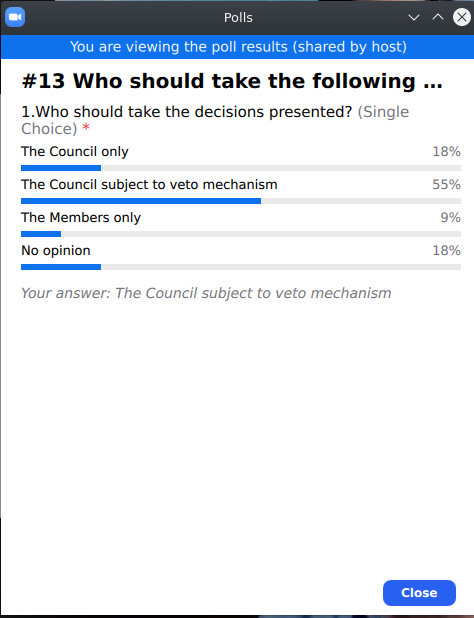 Polls
You are viewing the poll results (shared by host)
#13 Who should take the following ...
1.Who should take the decisions presented? (Single
Choice) *
The Council only 18%
The Council subject to veto mechanism 55%
The Members only 9%
No opinion 18%
Your answer: The Council subject to veto mechanism
Close